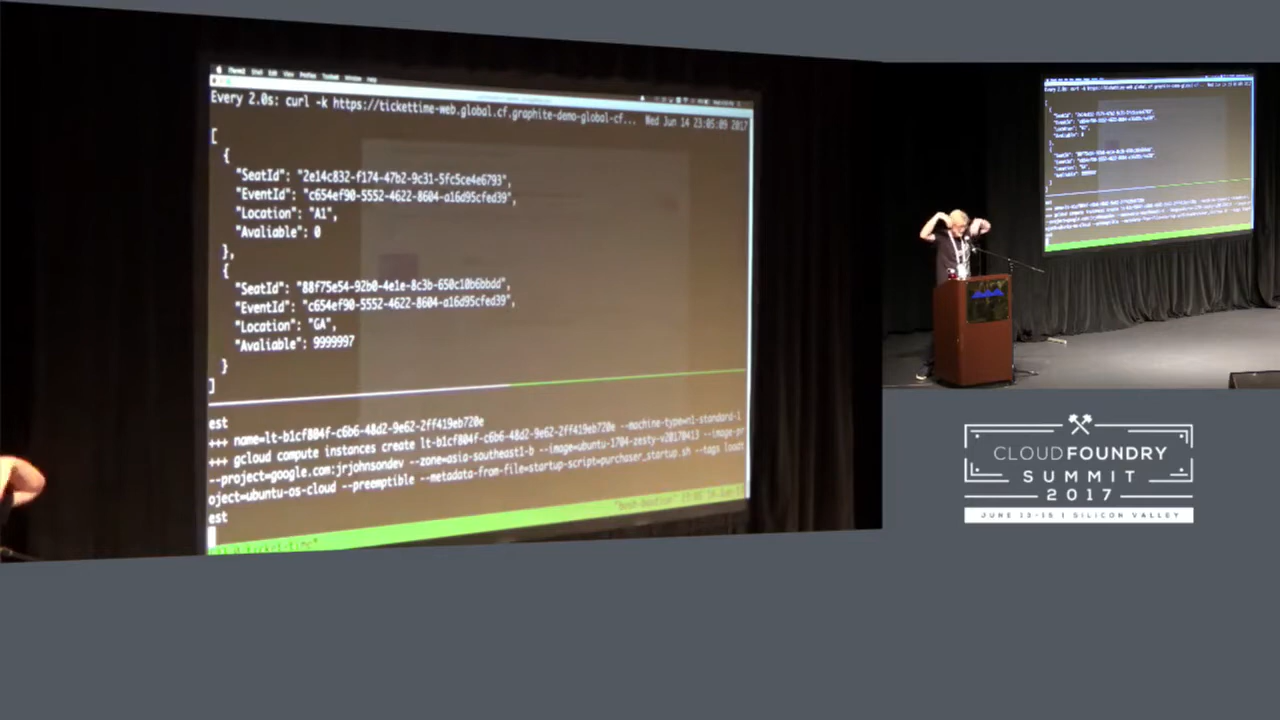 Every 2.0s: curl -k https://tickettime-web.global.cf.graphite-demo-global-cf... Wed Jun 14 23:05:09 2017
[
{
"SeatId": "2e14c832-f174-47b2-9c31-5fc5ce4e6793",
"EventId": "c654ef90-5552-4622-8604-a16d95cfed39",
"Location": "A1",
"Avaliable": 0
},
{
"SeatId": "88f75e54-92b0-4e1e-8c3b-650c10b6bbdd",
"EventId": "c654ef90-5552-4622-8604-a16d95cfed39",
"Location": "GA",
"Avaliable": 9999997
}
]
est
+++ name=lt-b1cf804f-c6b6-48d2-9e62-2ff419eb720e
+++ gcloud compute instances create lt-b1cf804f-c6b6-48d2-9e62-2ff419eb720e --machine-type=n1-standard-1
--project=google.com:jrjohnsondev --zone=asia-southeast1-b --image=ubuntu-1704-zesty-v20170413 --image-pr
oject=ubuntu-os-cloud --preemptible --metadata-from-file=startup-script=purchaser_startup.sh --tags loadt
est
CLOUD FOUNDRY
SUMMIT
2017
JUNE 13-15 | SILICON VALLEY